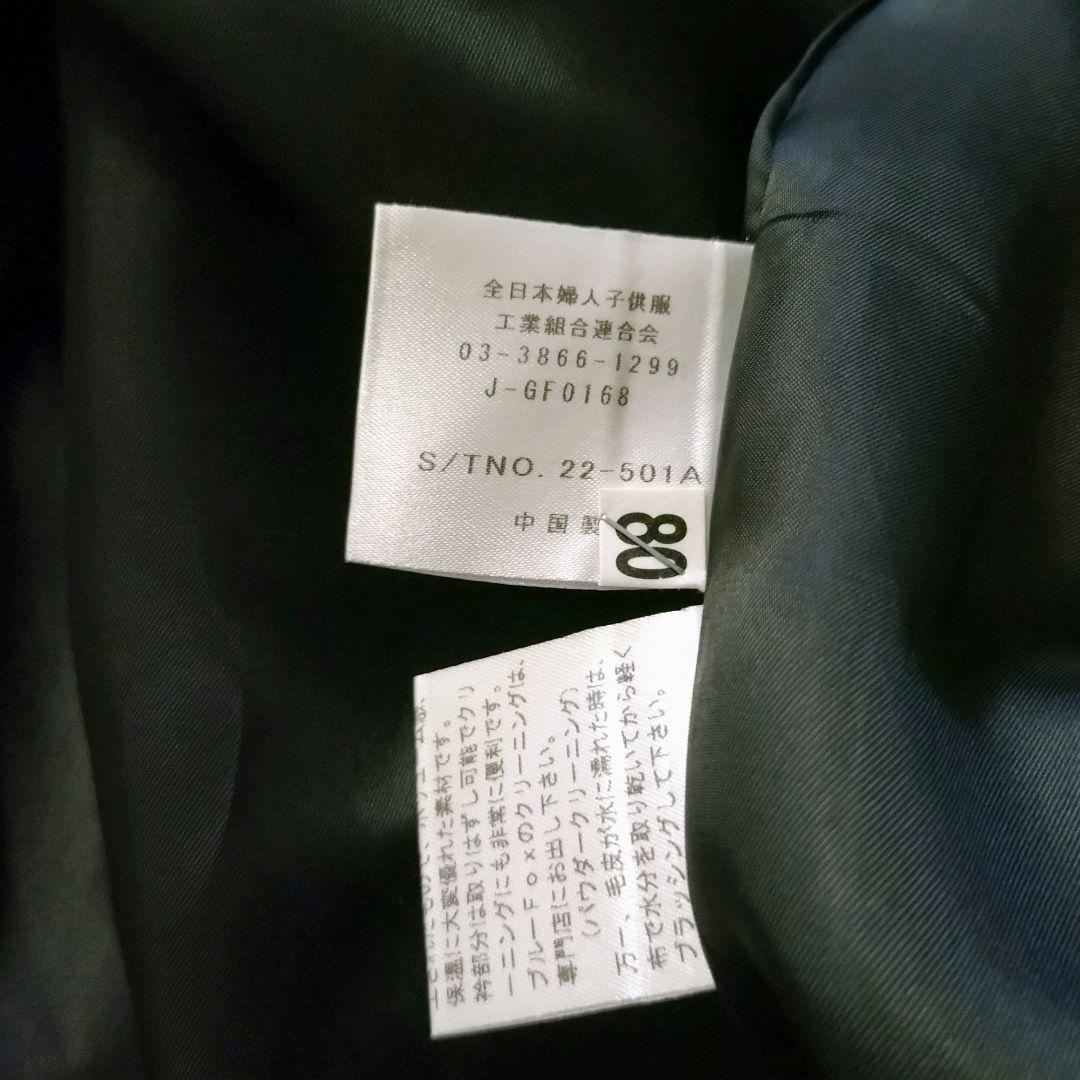 全日本婦人子供服
工業組合連合会
03-3866-1299
J-GF0168
S/TNO. 22-501A
中国製
80
保温に大変優れた素材です。
衿部分は取りはずし可能でクリ
ーニングにも非常に便利です。
ブルーFoxのクリーニングは、
専門店にお出し下さい。
(パウダークリーニング)
万一、毛皮が水に濡れた時は、
布で水分を取り乾いてから軽く
ブラッシングして下さい。